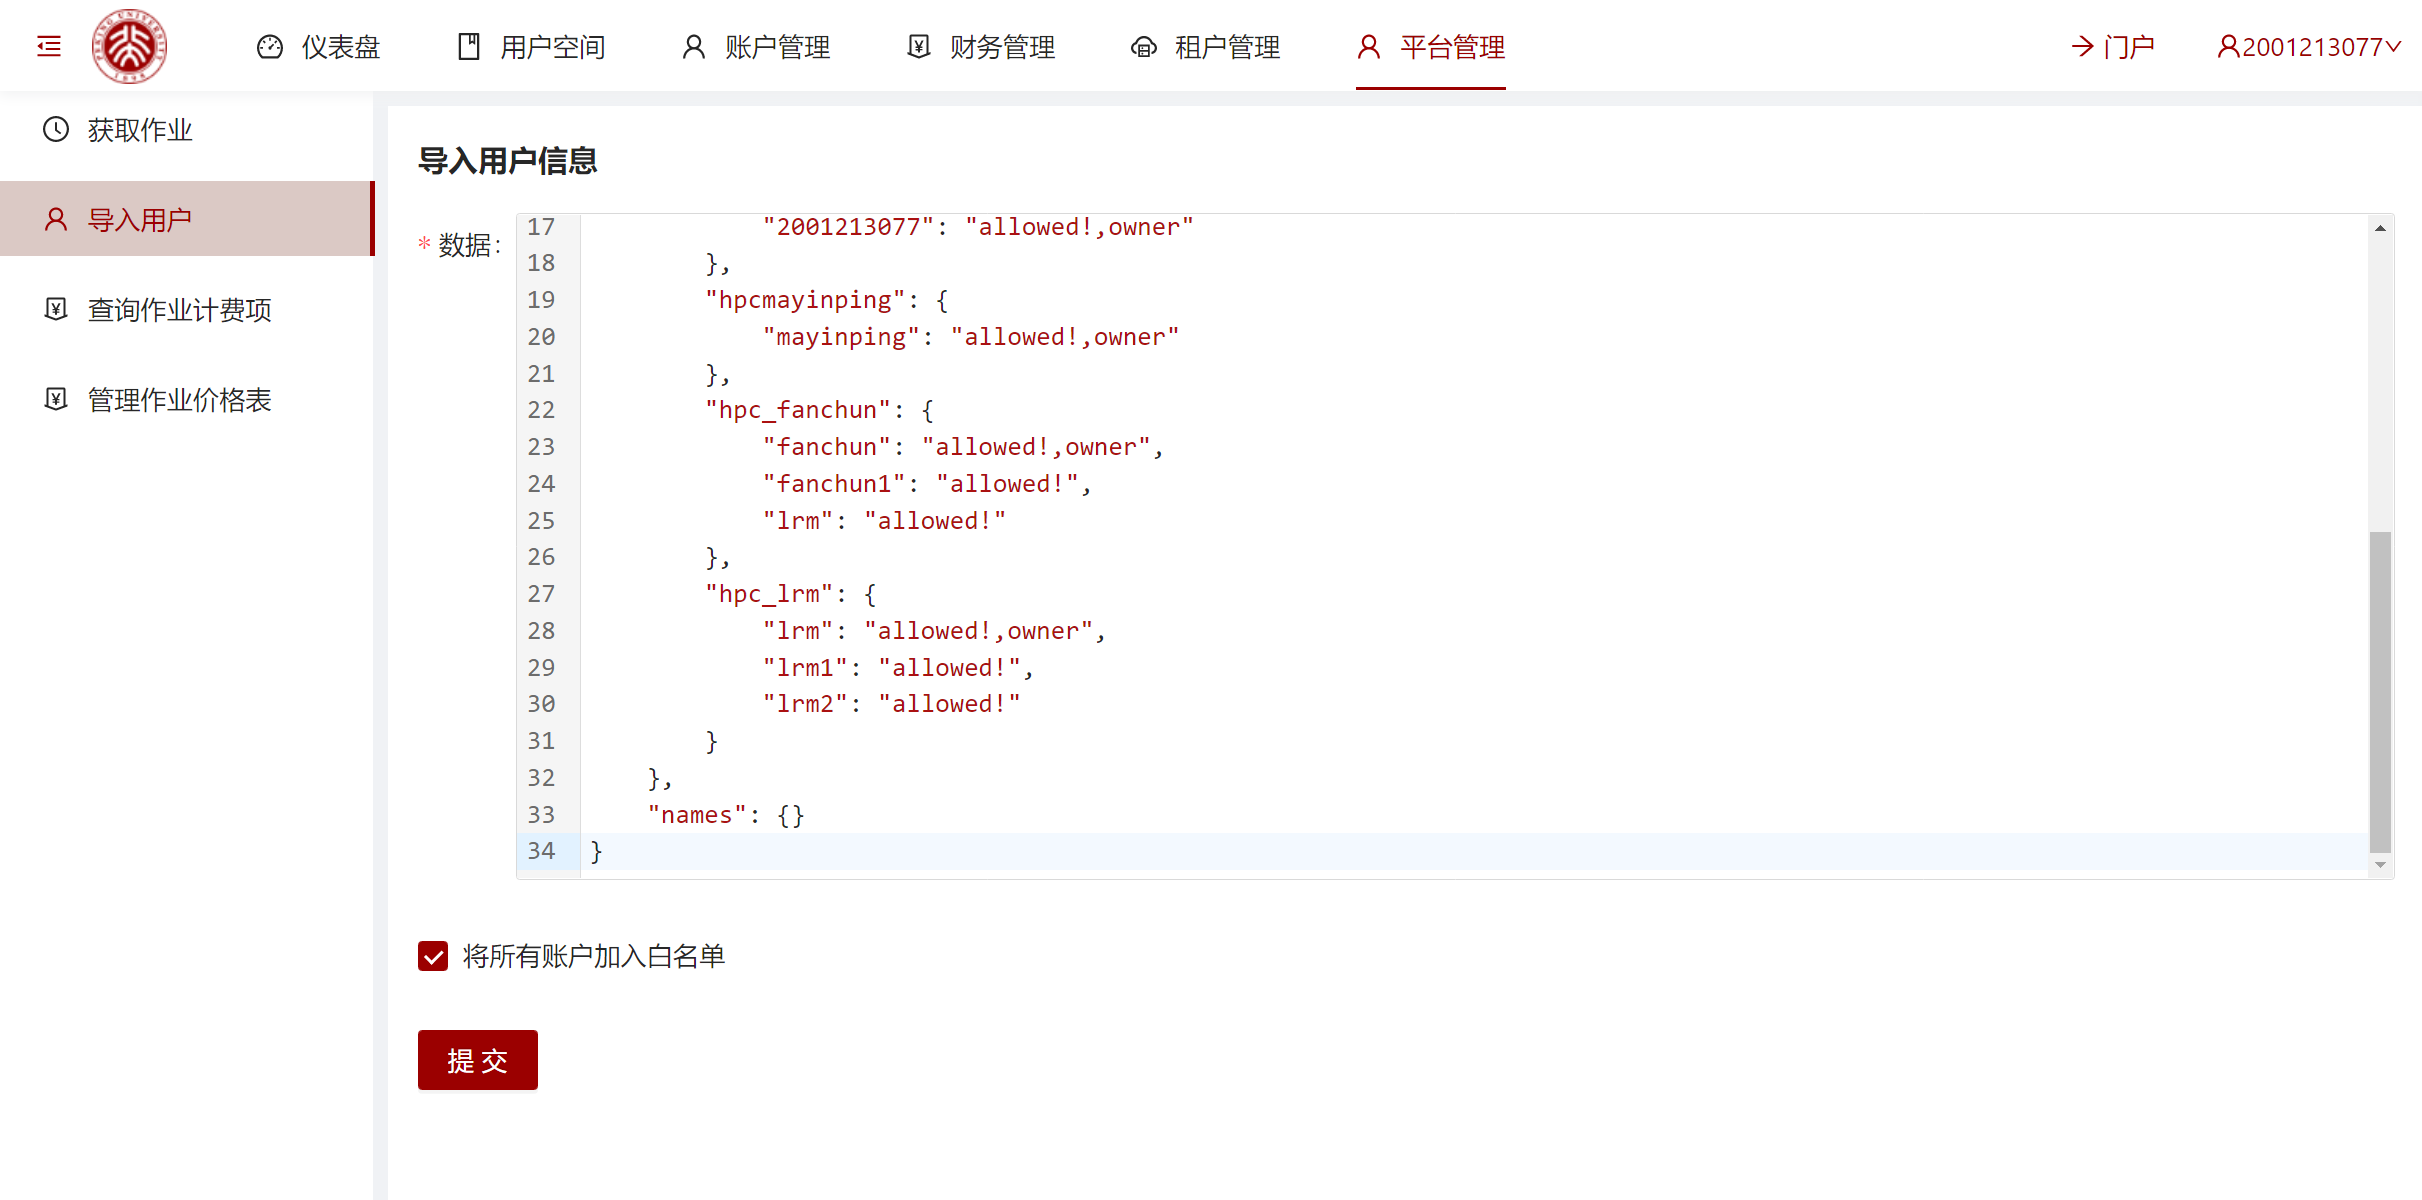 仪表盘
用户空间
账户管理
财务管理
租户管理
平台管理
门户
2001213077
获取作业
导入用户
查询作业计费项
管理作业价格表
导入用户信息
* 数据:
17 "2001213077": "allowed!,owner"
18 },
19 "hpcmayinping": {
20 "mayinping": "allowed!,owner"
21 },
22 "hpc_fanchun": {
23 "fanchun": "allowed!,owner",
24 "fanchun1": "allowed!",
25 "lrm": "allowed!"
26 },
27 "hpc_lrm": {
28 "lrm": "allowed!,owner",
29 "lrm1": "allowed!",
30 "lrm2": "allowed!"
31 }
32 },
33 "names": {}
34 }
将所有账户加入白名单
提 交